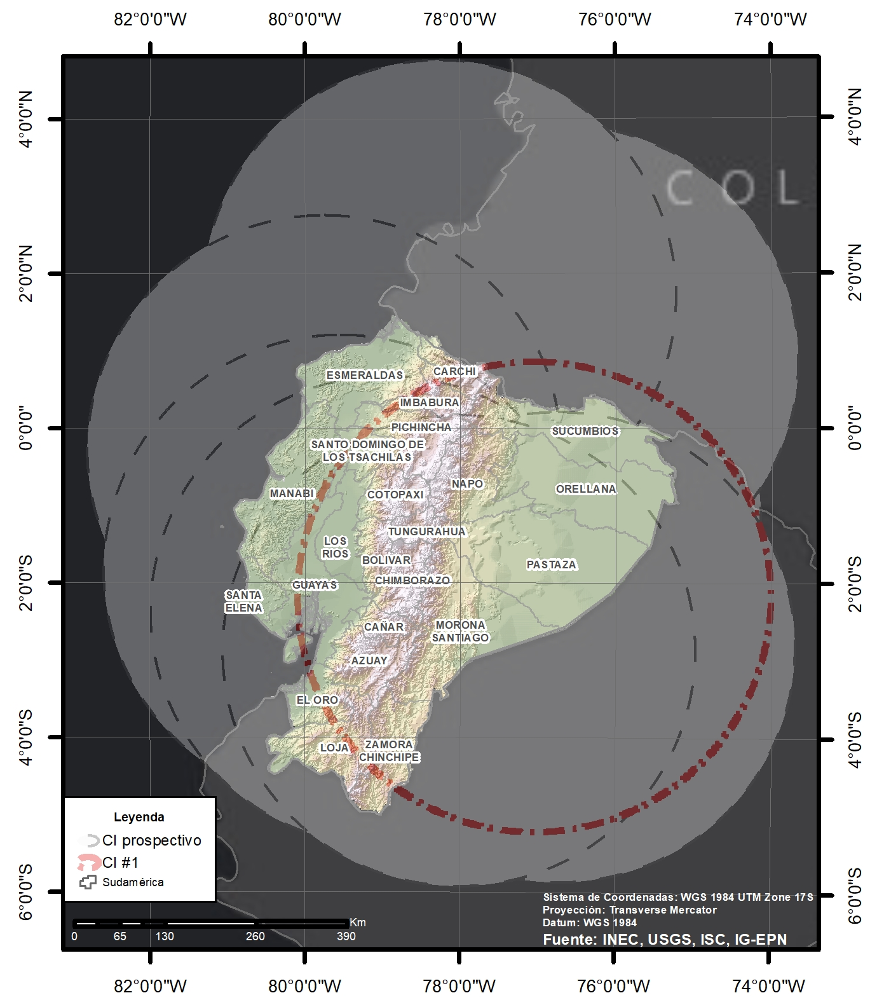 82°0'0"W 80°0'0"W 78°0'0"W 76°0'0"W 74°0'0"W
4°0'0"N
4°0'0"N
COL
2°0'0"N
2°0'0"N
ESMERALDAS
CARCHI
IMBABURA
0°0'0"
0°0'0"
PICHINCHA
SUCUMBIOS
SANTO DOMINGO DE
LOS TSACHILAS
MANABI
COTOPAXI
NAPO
ORELLANA
TUNGURAHUA
LOS
RIOS
BOLIVAR
PASTAZA
2°0'0"S
2°0'0"S
GUAYAS
CHIMBORAZO
SANTA
ELENA
CAÑAR
MORONA
SANTIAGO
AZUAY
EL ORO
4°0'0"S
4°0'0"S
LOJA
ZAMORA
CHINCHIPE
Leyenda
CI prospectivo
CI #1
Sudamérica
6°0'0"S
6°0'0"S
Sistema de Coordenadas: WGS 1984 UTM Zone 17S
Proyección: Transverse Mercator
Datum: WGS 1984
Fuente: INEC, USGS, ISC, IG-EPN
Km
0 65 130 260 390
82°0'0"W 80°0'0"W 78°0'0"W 76°0'0"W 74°0'0"W